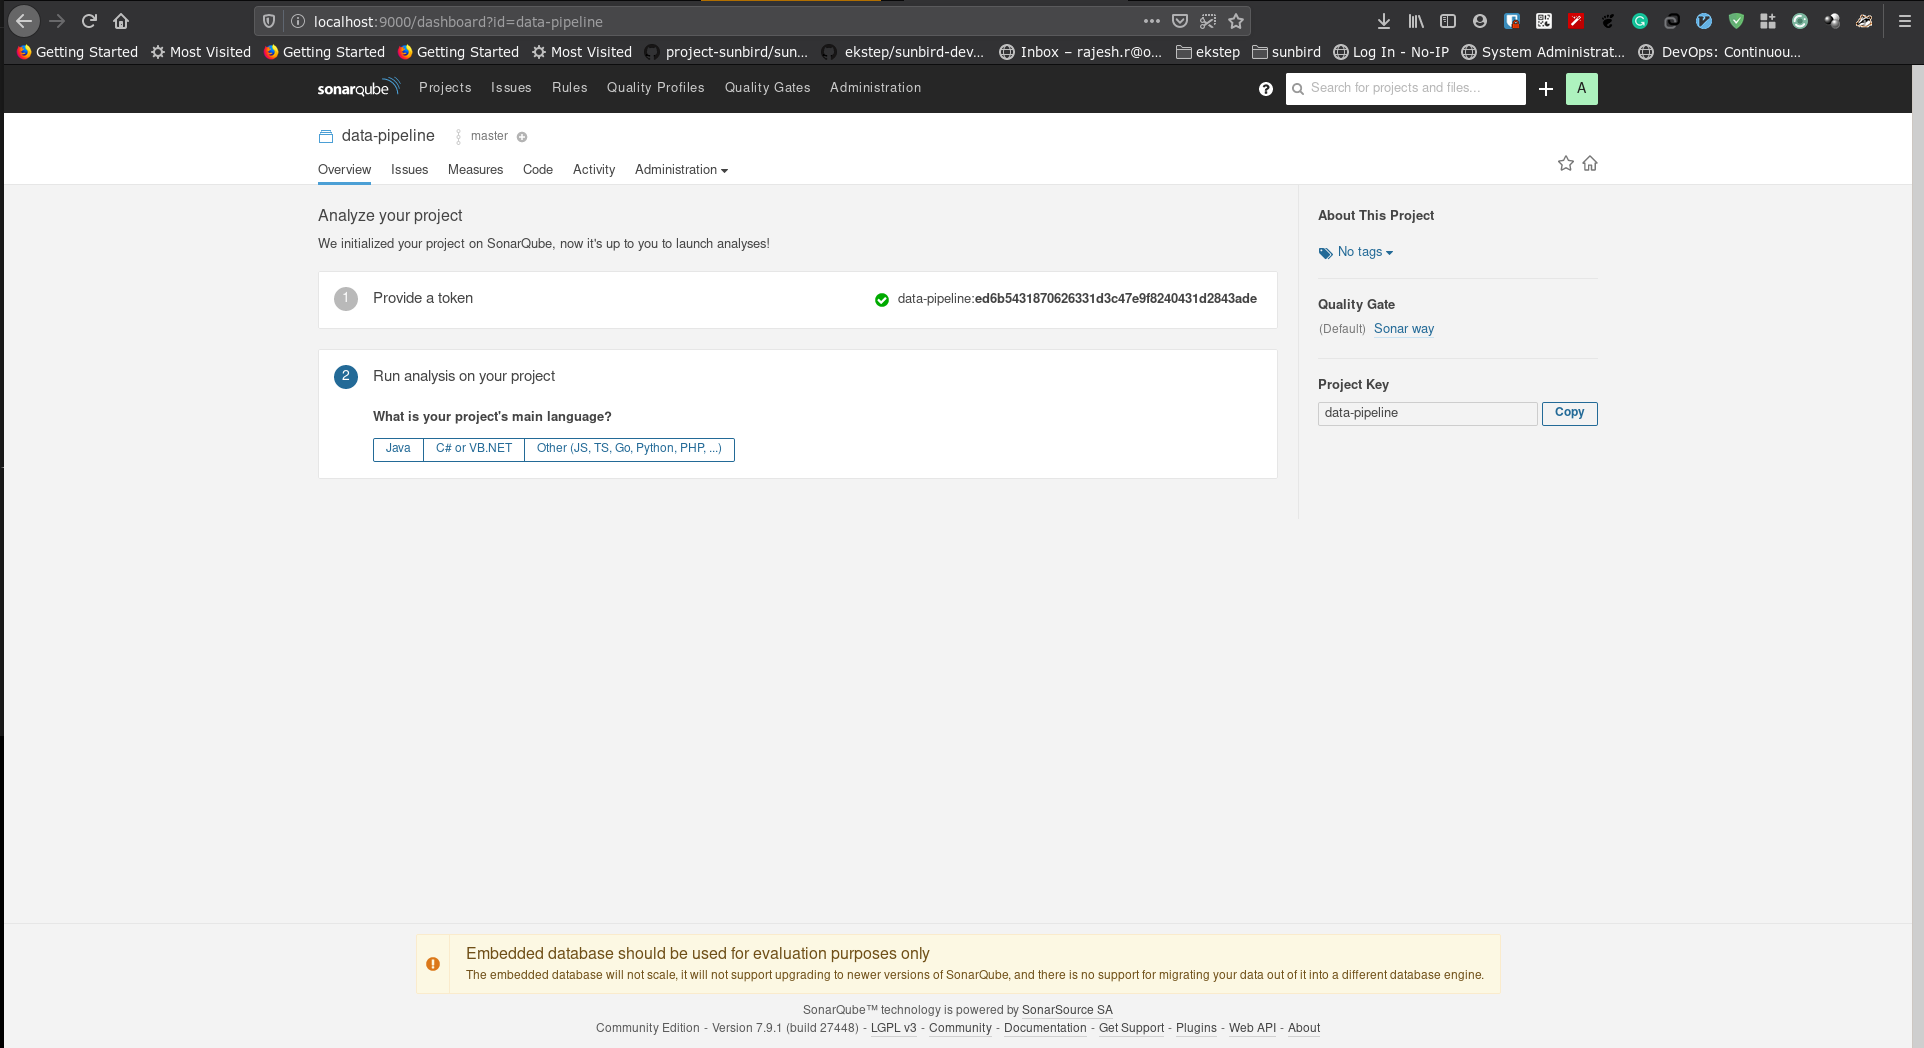 localhost:9000/dashboard?id=data-pipeline
Getting Started Most Visited Getting Started Getting Started Most Visited project-sunbird/sun... ekstep/sunbird-dev... Inbox – rajesh.r@o... ekstep sunbird Log In - No-IP System Administrat... DevOps: Continuou...
sonarqube Projects Issues Rules Quality Profiles Quality Gates Administration ? Search for projects and files... A
data-pipeline master
Overview Issues Measures Code Activity Administration
Analyze your project
We initialized your project on SonarQube, now it's up to you to launch analyses!
1 Provide a token data-pipeline:ed6b5431870626331d3c47e9f8240431d2843ade
2 Run analysis on your project
What is your project's main language?
Java C# or VB.NET Other (JS, TS, Go, Python, PHP, ...)
About This Project
No tags
Quality Gate
(Default) Sonar way
Project Key
data-pipeline Copy
Embedded database should be used for evaluation purposes only
The embedded database will not scale, it will not support upgrading to newer versions of SonarQube, and there is no support for migrating your data out of it into a different database engine.
SonarQube™ technology is powered by SonarSource SA
Community Edition - Version 7.9.1 (build 27448) - LGPL v3 - Community - Documentation - Get Support - Plugins - Web API - About